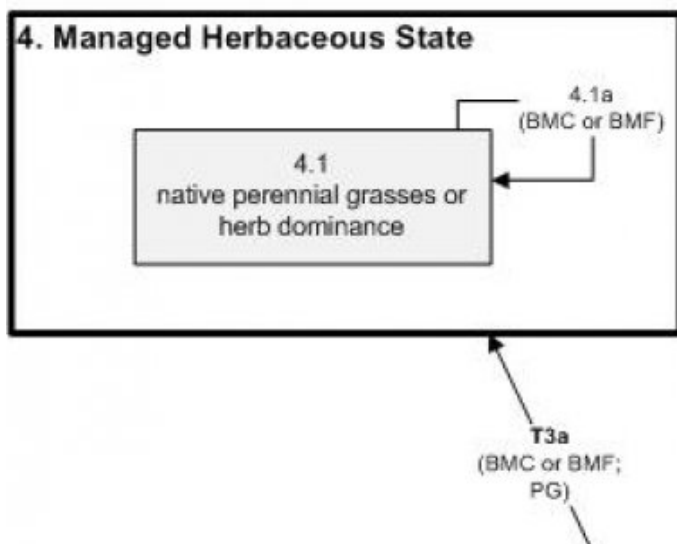 4. Managed Herbaceous State
4.1a
(BMC or BMF)
4.1
native perennial grasses or
herb dominance
T3a
(BMC or BMF;
PG)